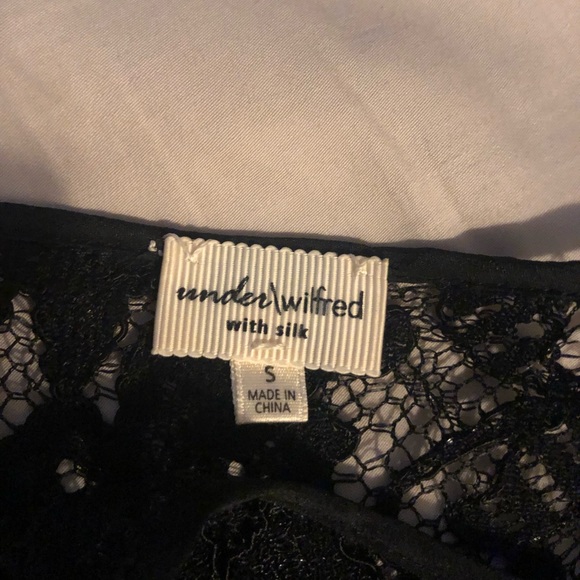 under\wilfred
with silk
S
MADE IN
CHINA